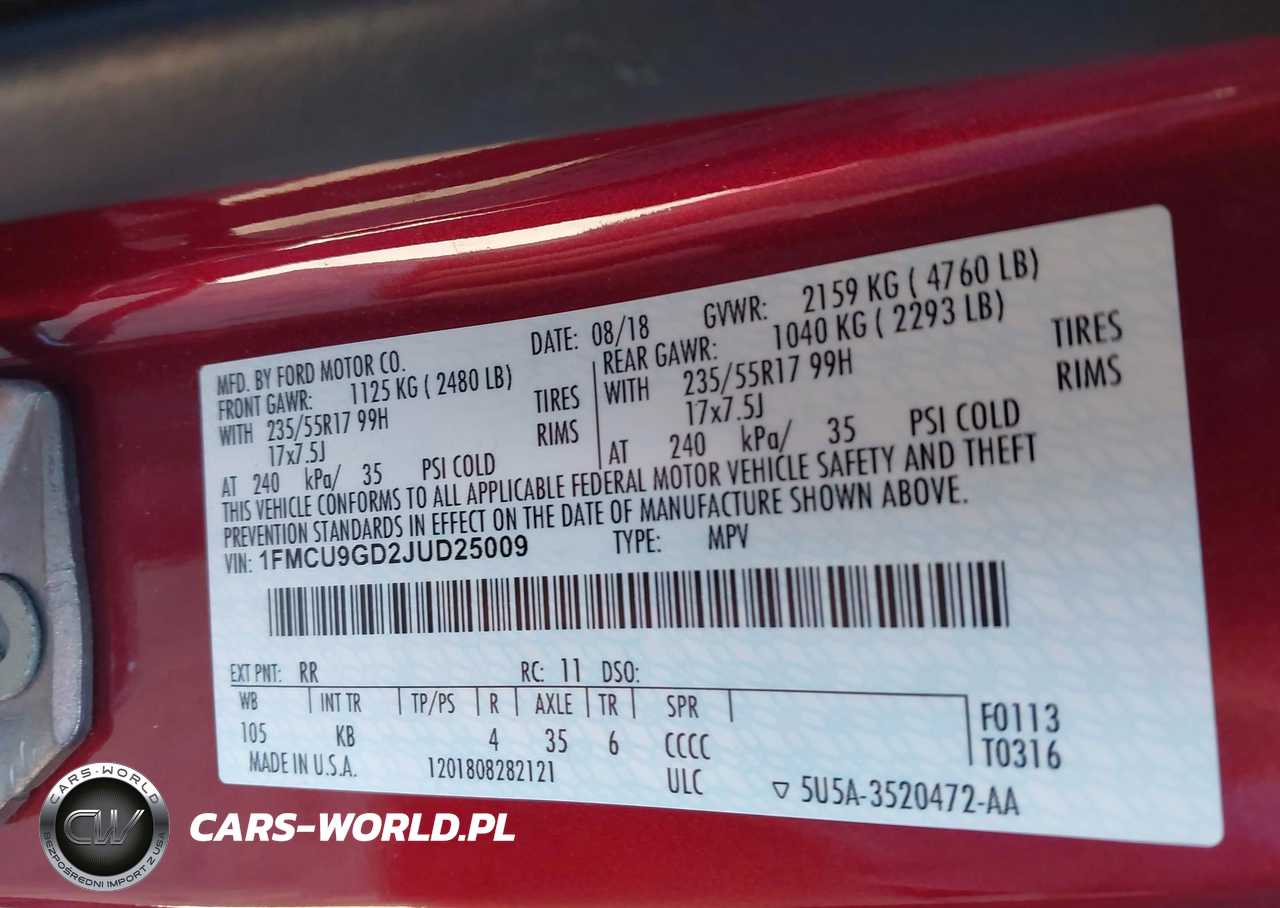 MFD. BY FORD MOTOR CO. DATE: 08/18 GVWR: 2159 KG ( 4760 LB)
FRONT GAWR: 1125 KG ( 2480 LB) REAR GAWR: 1040 KG ( 2293 LB)
WITH 235/55R17 99H TIRES WITH 235/55R17 99H TIRES
17x7.5J RIMS 17x7.5J RIMS
AT 240 kPa/ 35 PSI COLD AT 240 kPa/ 35 PSI COLD
THIS VEHICLE CONFORMS TO ALL APPLICABLE FEDERAL MOTOR VEHICLE SAFETY AND THEFT
PREVENTION STANDARDS IN EFFECT ON THE DATE OF MANUFACTURE SHOWN ABOVE.
VIN: 1FMCU9GD2JUD25009 TYPE: MPV
EXT PNT: RR RC: 11 DSO:
WB INT TR TP/PS R AXLE TR SPR F0113
105 KB 4 35 6 CCCC T0316
MADE IN U.S.A. 1201808282121 ULC ▽ 5U5A-3520472-AA
CARS-WORLD
CW
BEZPOŚREDNI IMPORT Z USA
CARS-WORLD.PL